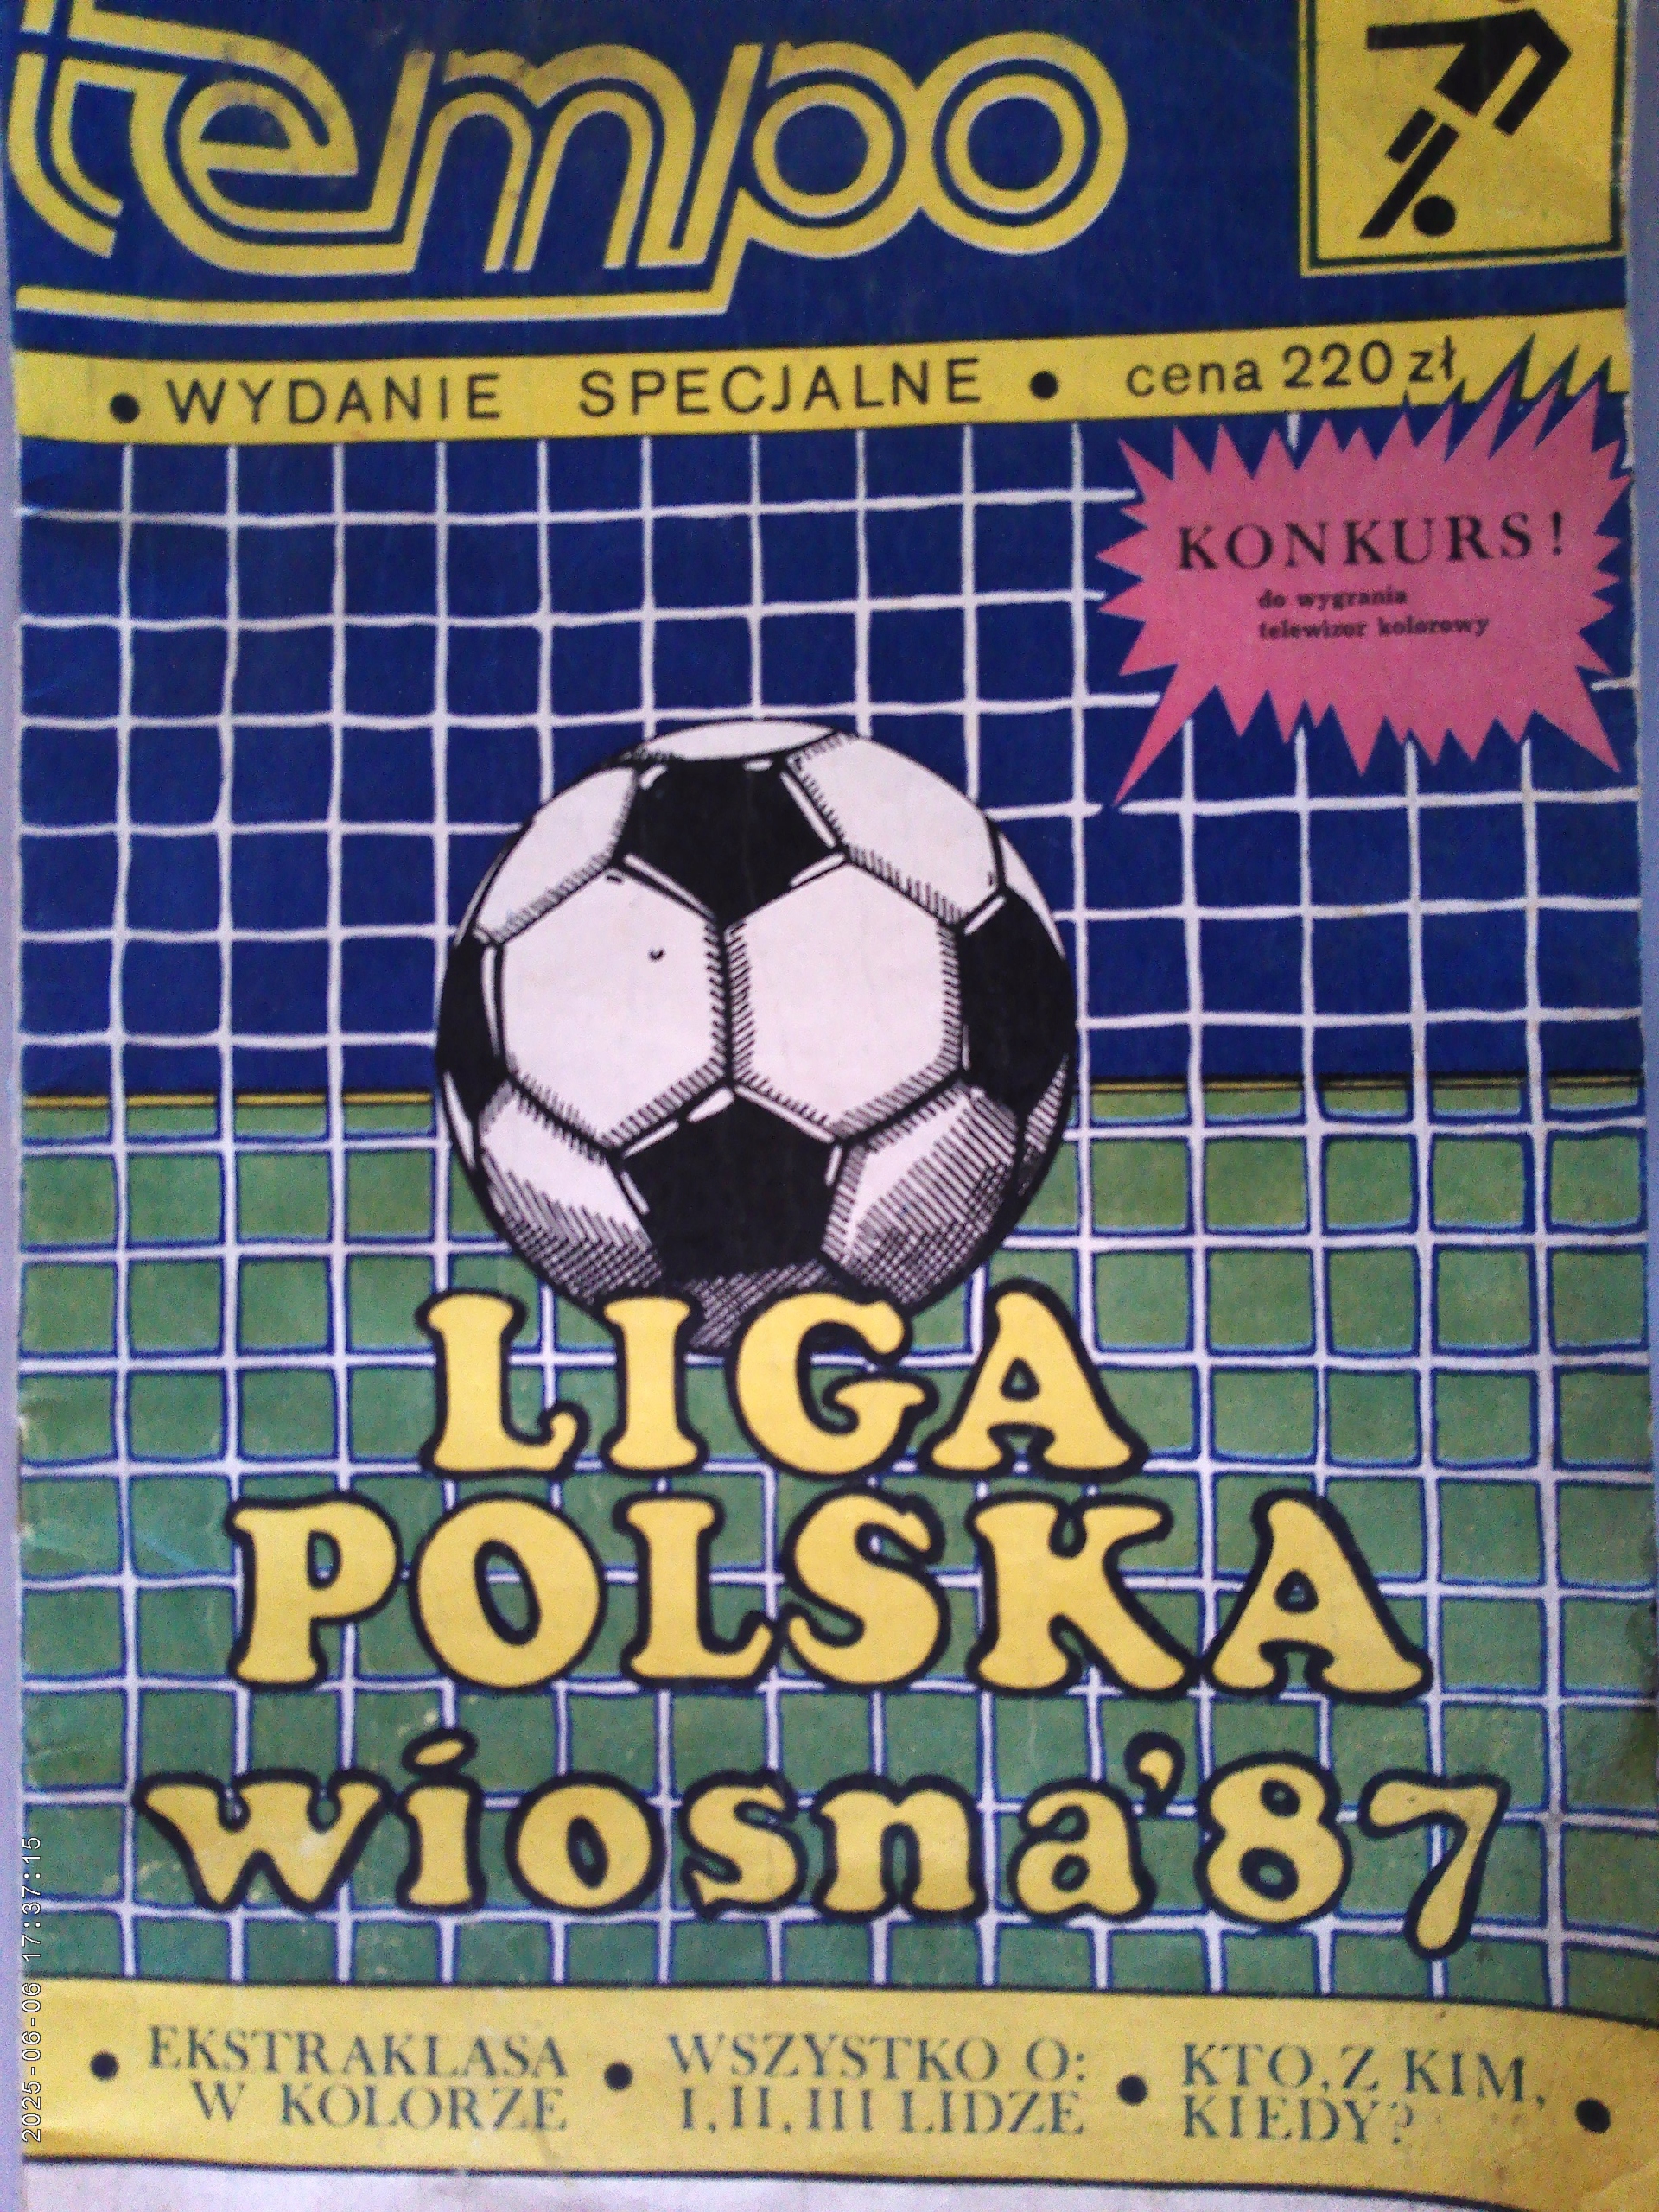 tempo
• WYDANIE SPECJALNE • cena 220 zł
KONKURS!
do wygrania
telewizor kolorowy
LIGA
POLSKA
wiosna'87
• EKSTRAKLASA
W KOLORZE
• WSZYSTKO O:
I, II, III LIDZE
• KTO, Z KIM,
KIEDY? •
2025-06-06 17:37:15